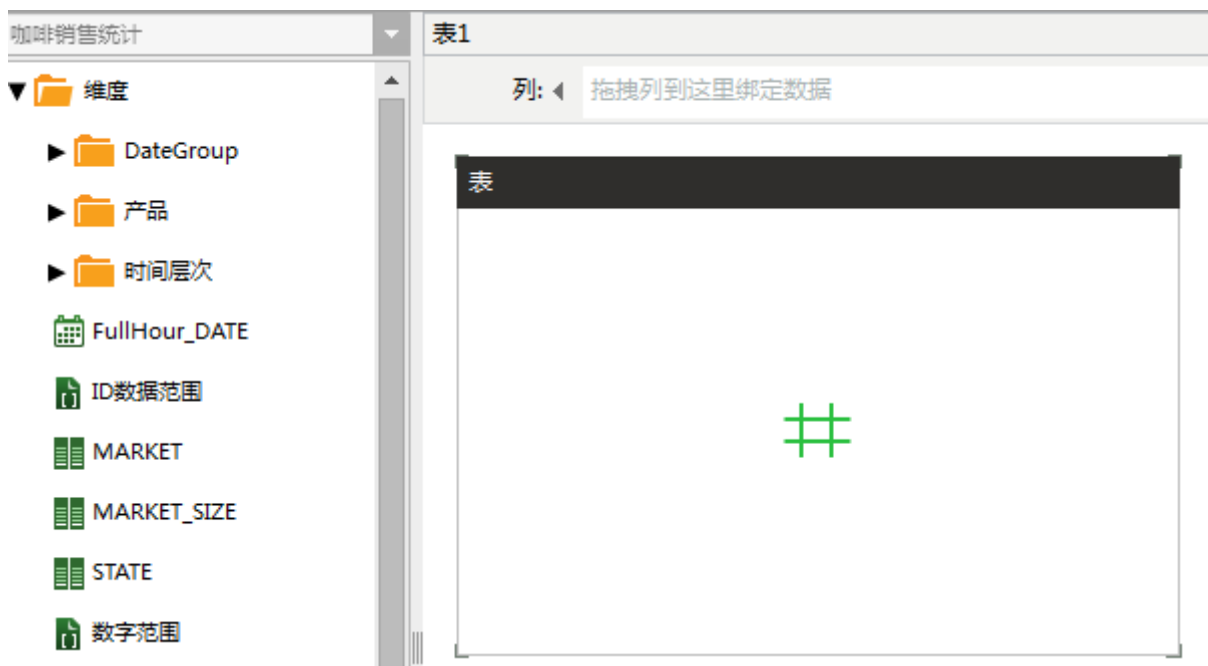 咖啡销售统计
维度
DateGroup
产品
时间层次
FullHour_DATE
ID数据范围
MARKET
MARKET_SIZE
STATE
数字范围
表1
列:
拖拽列到这里绑定数据
表